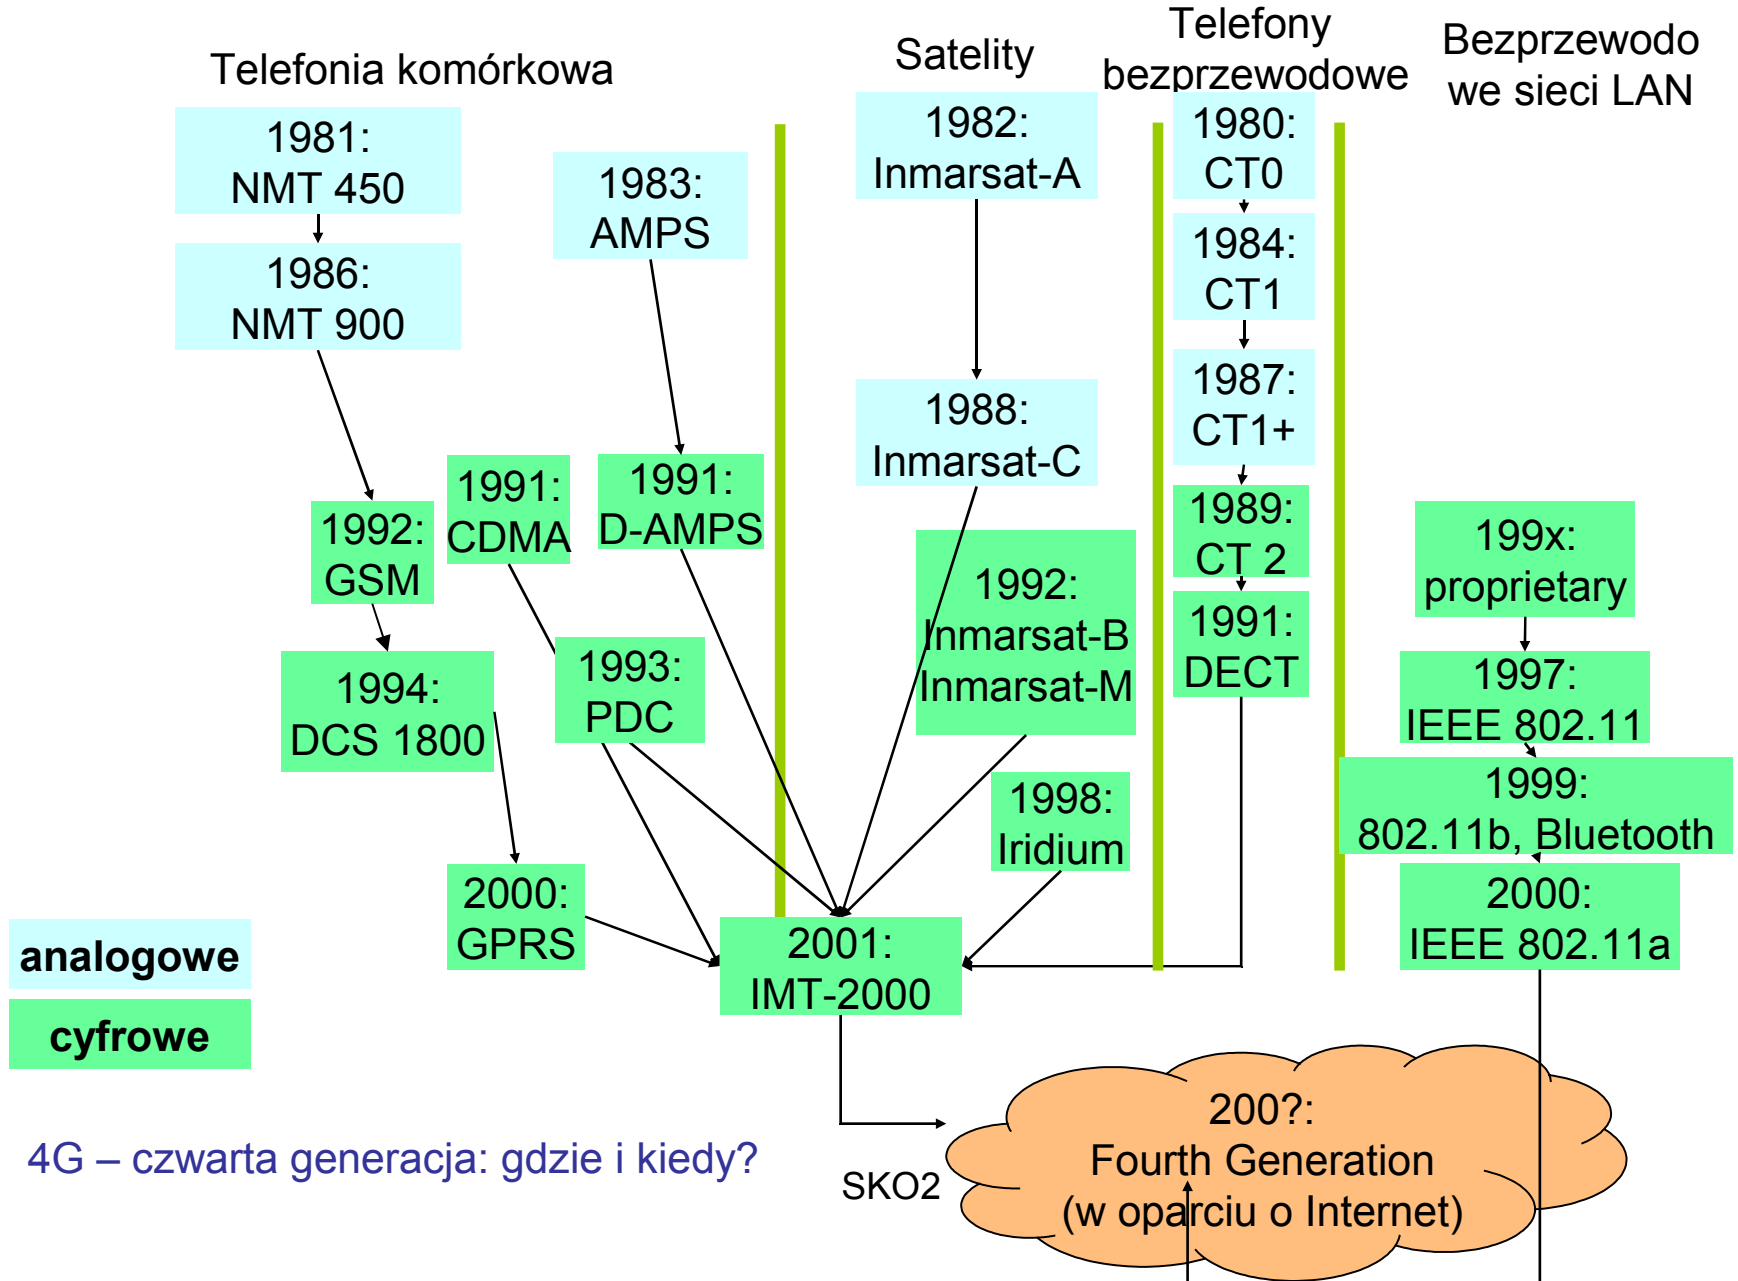 Telefonia komórkowa
1981:
NMT 450
1986:
NMT 900
1983:
AMPS
1992:
GSM
1991:
CDMA
1991:
D-AMPS
1994:
DCS 1800
1993:
PDC
2000:
GPRS
Satelity
1982:
Inmarsat-A
1988:
Inmarsat-C
1992:
Inmarsat-B
Inmarsat-M
1998:
Iridium
2001:
IMT-2000
Telefony
bezprzewodowe
1980:
CT0
1984:
CT1
1987:
CT1+
1989:
CT 2
1991:
DECT
Bezprzewodo
we sieci LAN
199x:
proprietary
1997:
IEEE 802.11
1999:
802.11b, Bluetooth
2000:
IEEE 802.11a
analogowe
cyfrowe
4G – czwarta generacja: gdzie i kiedy?
SKO2
200?:
Fourth Generation
(w oparciu o Internet)